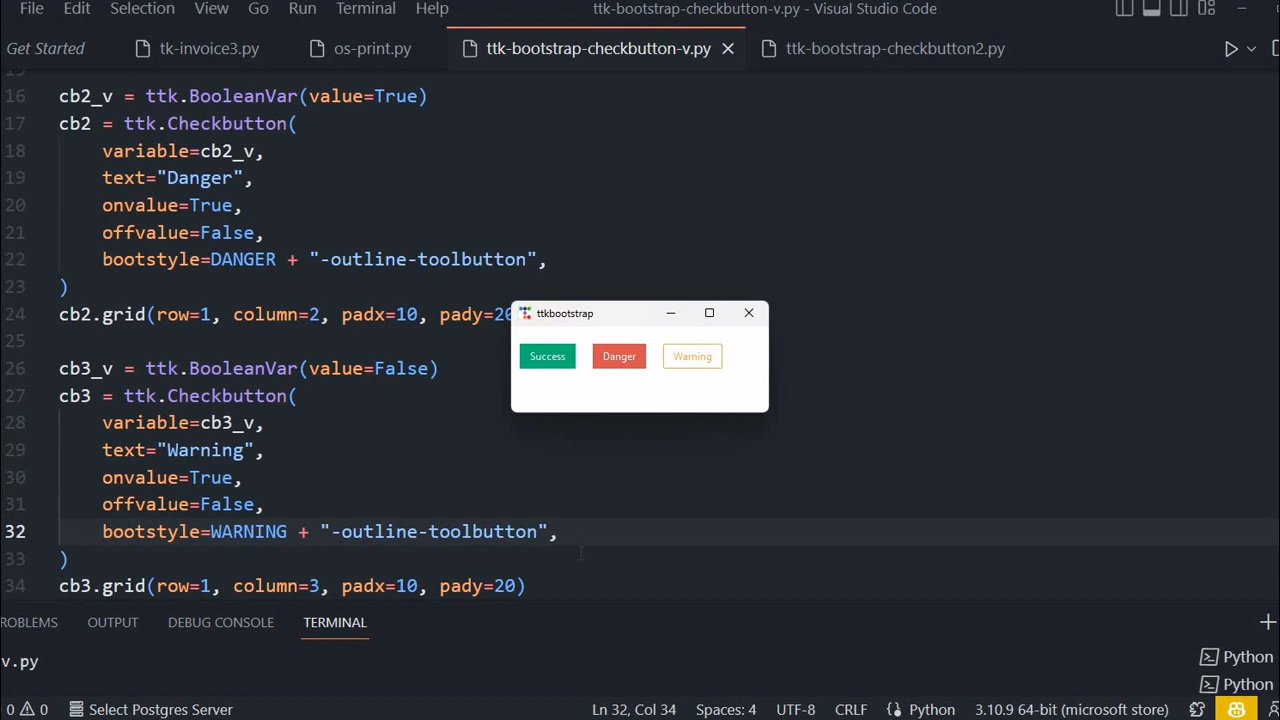 File Edit Selection View Go Run Terminal Help ttk-bootstrap-checkbutton-v.py - Visual Studio Code
Get Started tk-invoice3.py os-print.py ttk-bootstrap-checkbutton-v.py ttk-bootstrap-checkbutton2.py
16 cb2_v = ttk.BooleanVar(value=True)
17 cb2 = ttk.Checkbutton(
18 variable=cb2_v,
19 text="Danger",
20 onvalue=True,
21 offvalue=False,
22 bootstyle=DANGER + "-outline-toolbutton",
23 )
24 cb2.grid(row=1, column=2, padx=10, pady=20
25
26 cb3_v = ttk.BooleanVar(value=False)
27 cb3 = ttk.Checkbutton(
28 variable=cb3_v,
29 text="Warning",
30 onvalue=True,
31 offvalue=False,
32 bootstyle=WARNING + "-outline-toolbutton",
33 )
34 cb3.grid(row=1, column=3, padx=10, pady=20)
ttkbootstrap
Success Danger Warning
ROBLEMS OUTPUT DEBUG CONSOLE TERMINAL
v.py
Python
Python
0 0 Select Postgres Server Ln 32, Col 34 Spaces: 4 UTF-8 CRLF Python 3.10.9 64-bit (microsoft store)